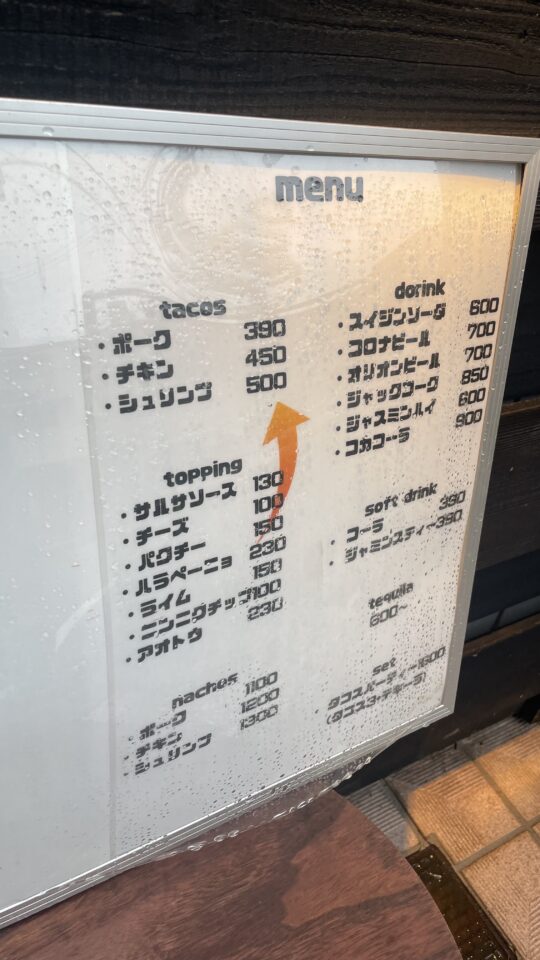 menu
tacos
・ポーク 390
・チキン 450
・シュリンプ 500
topping
・サルサソース 130
・チーズ 100
・パクチー 150
・ハラペーニョ 230
・ライム 150
・ニンニクチップ 100
・アオトウ 230
nachos
・ポーク 1100
・チキン 1200
・シュリンプ 1300
dorink
・スイジンソーダ 600
・コロナビール 700
・オリオンビール 700
・ジャックコーク 850
・ジャスミンハイ 600
・コカコーラ 900
soft drink
・コーラ 390
・ジャミンスティー 390
tequila
600~
set
タコスパーティー1600
(タコス3・テキーラ)